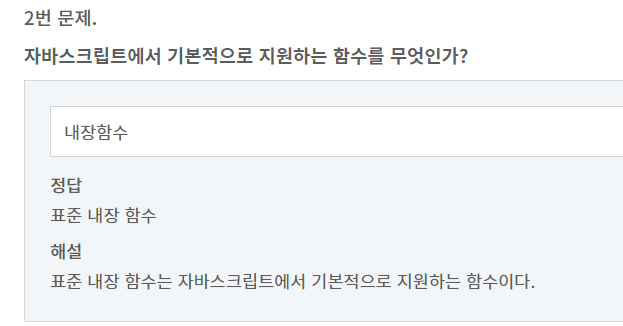 2번 문제.
자바스크립트에서 기본적으로 지원하는 함수를 무엇인가?
내장함수
정답
표준 내장 함수
해설
표준 내장 함수는 자바스크립트에서 기본적으로 지원하는 함수이다.